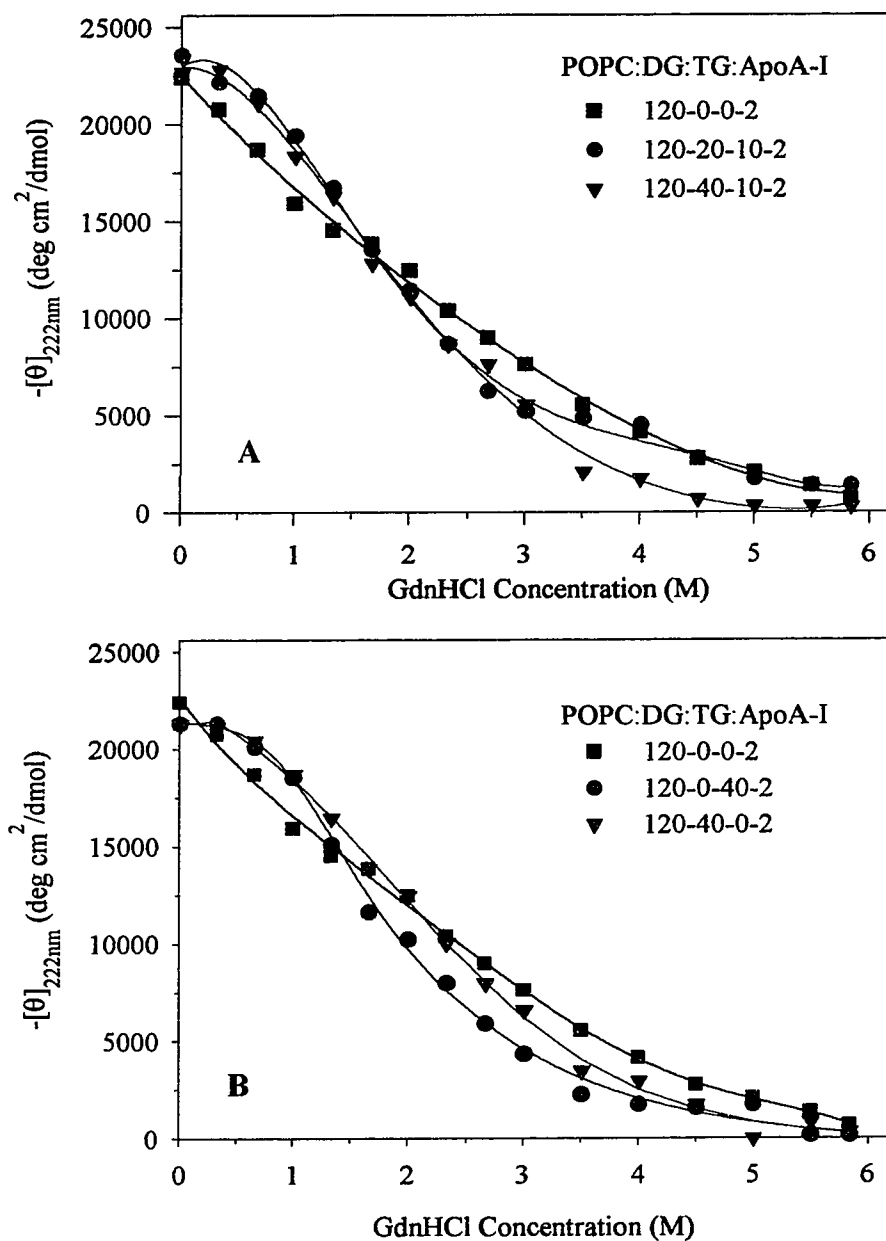 25000
20000
15000
10000
5000
0
-[θ]222nm (deg cm2/dmol)
POPC:DG:TG:ApoA-I
120-0-0-2
120-20-10-2
120-40-10-2
A
0 1 2 3 4 5 6
GdnHCl Concentration (M)
25000
20000
15000
10000
5000
0
-[θ]222nm (deg cm2/dmol)
POPC:DG:TG:ApoA-I
120-0-0-2
120-0-40-2
120-40-0-2
B
0 1 2 3 4 5 6
GdnHCl Concentration (M)